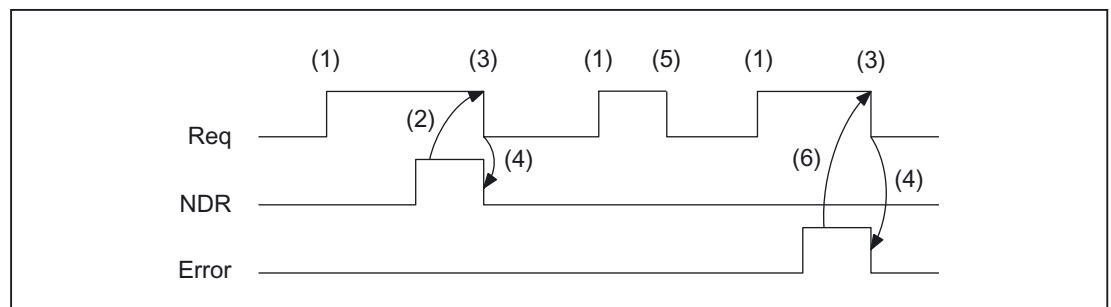 (1) (3) (1) (5) (1) (3)
Req
(2)
(4)
(6)
(4)
NDR
Error